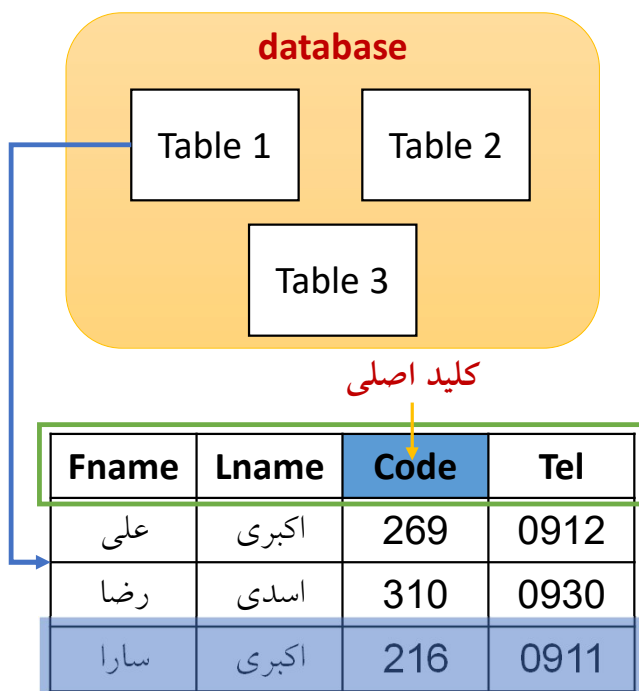 database
Table 1 Table 2
Table 3
کلید اصلی
Fname Lname Code Tel
علی اکبری 269 0912
رضا اسدی 310 0930
سارا اکبری 216 0911